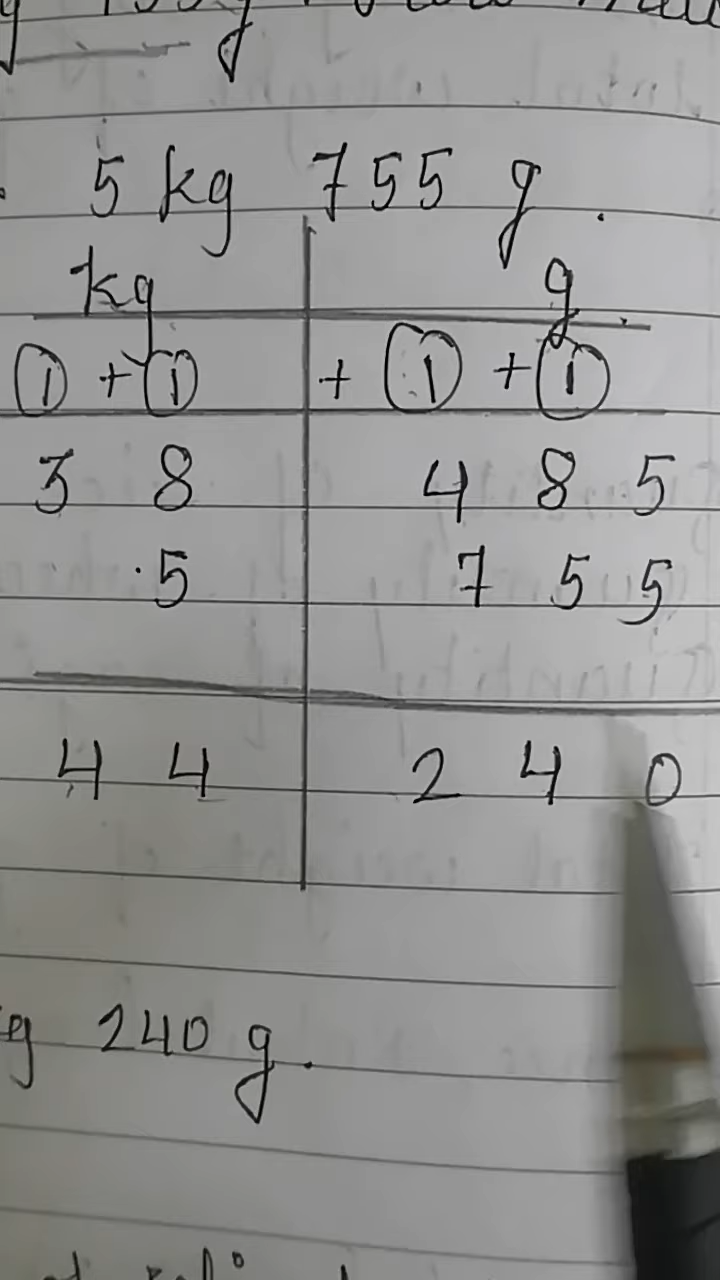 5 kg 755 g.
kg g.
1 + 1 + 1 + 1
3 8 4 8 5
5 7 5 5
4 4 2 4 0
g 240 g.